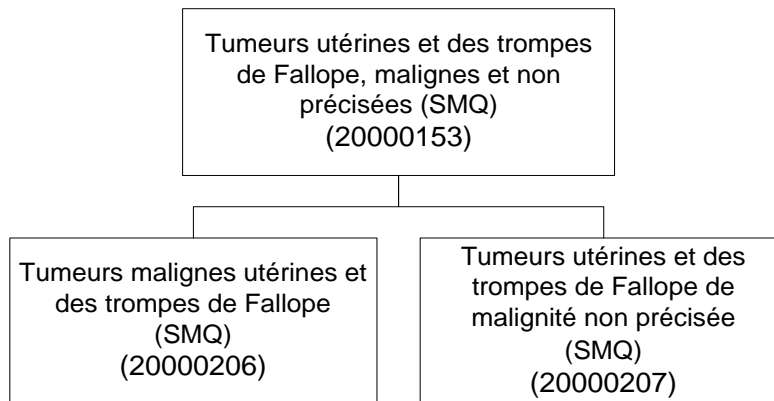 Tumeurs utérines et des trompes
de Fallope, malignes et non
précisées (SMQ)
(20000153)
Tumeurs malignes utérines et
des trompes de Fallope
(SMQ)
(20000206)
Tumeurs utérines et des
trompes de Fallope de
malignité non précisée
(SMQ)
(20000207)